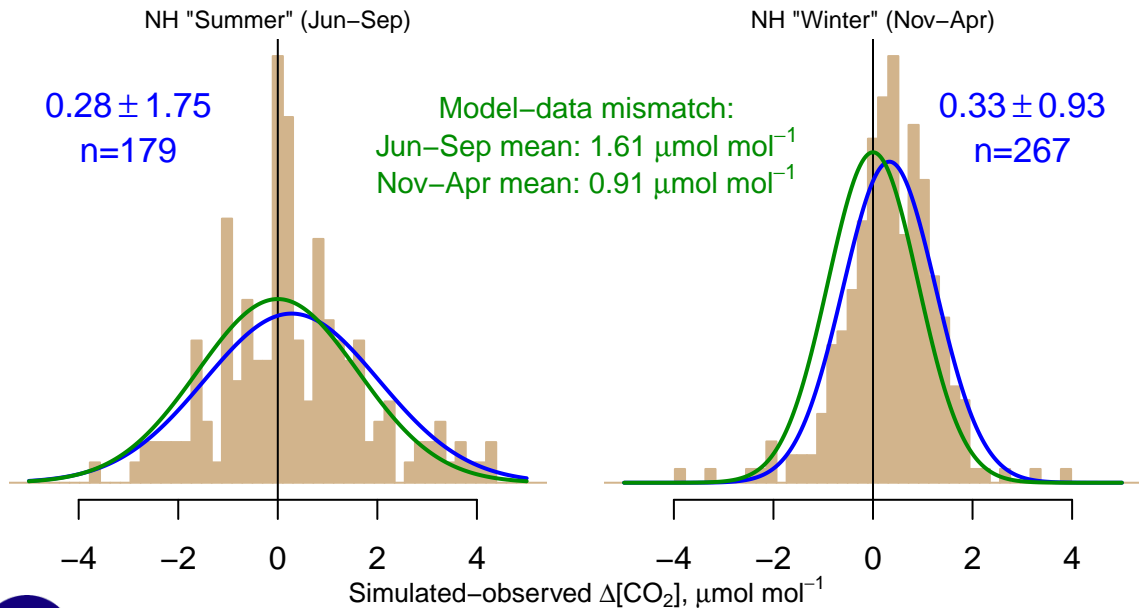 NH "Summer" (Jun−Sep)
0.28 ± 1.75
n=179
Model−data mismatch:
Jun−Sep mean: 1.61 μmol mol⁻¹
Nov−Apr mean: 0.91 μmol mol⁻¹
NH "Winter" (Nov−Apr)
0.33 ± 0.93
n=267
−4 −2 0 2 4
−4 −2 0 2 4
Simulated−observed Δ[CO₂], μmol mol⁻¹